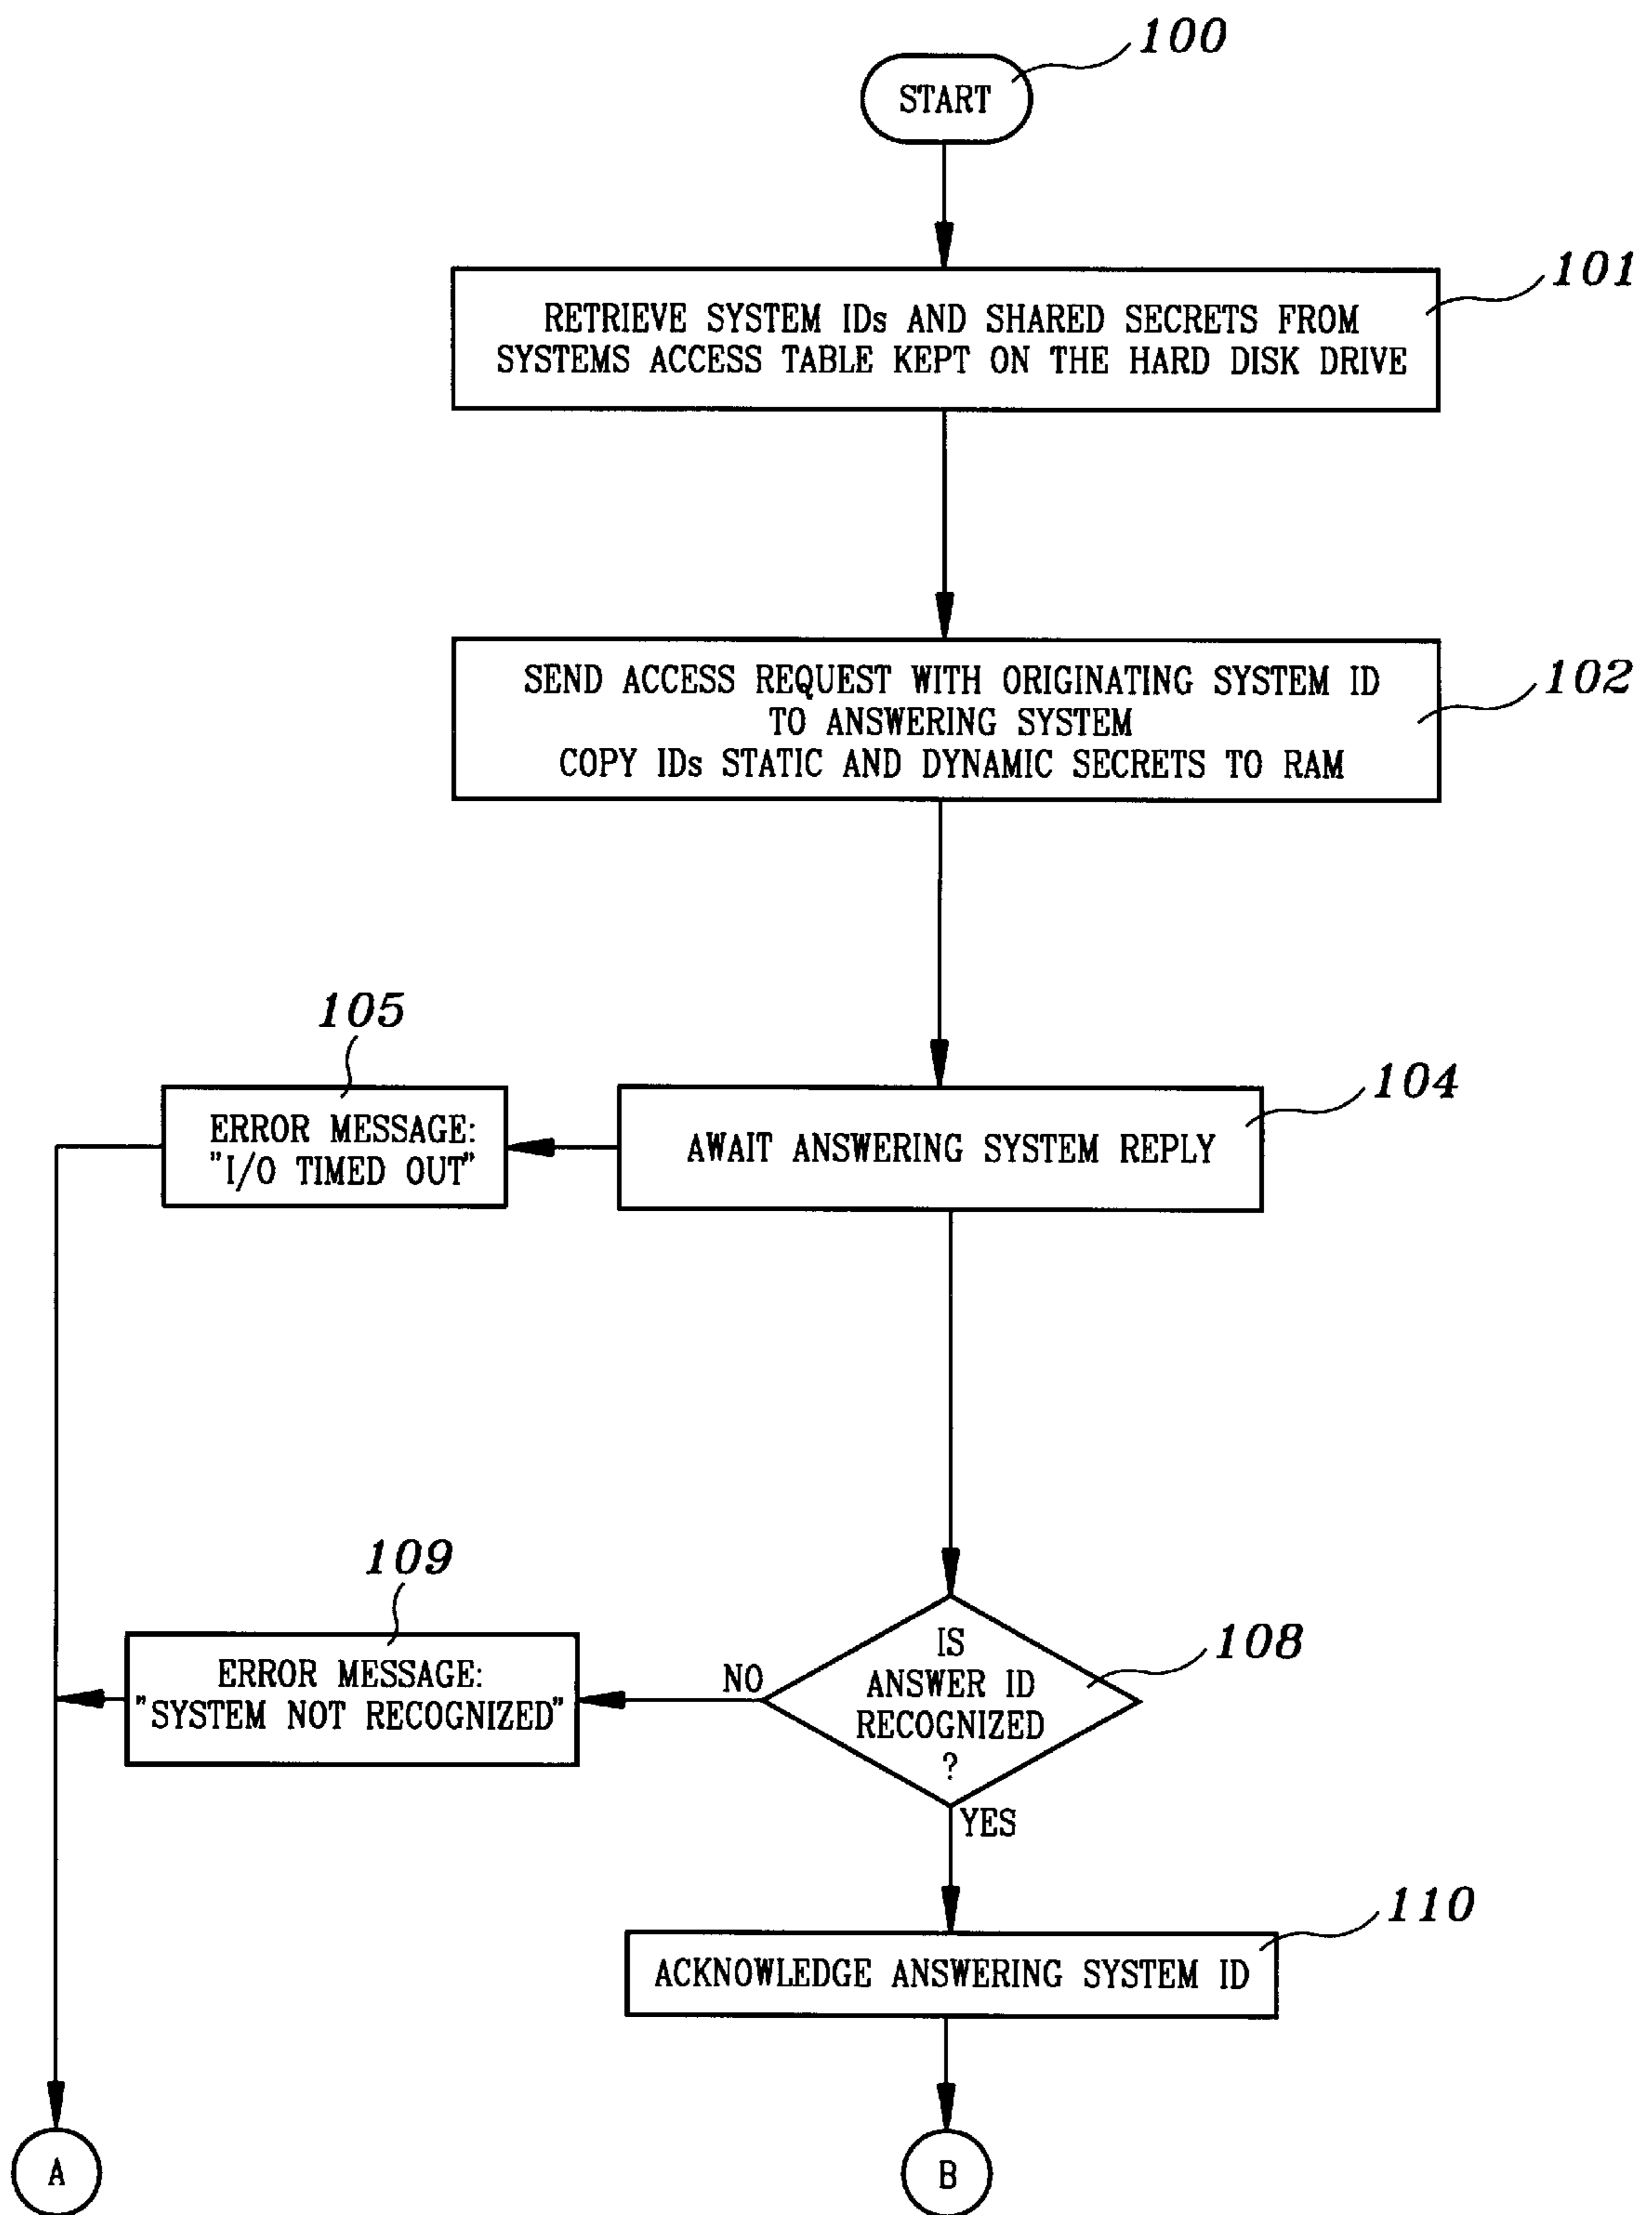 100
START
101
RETRIEVE SYSTEM IDs AND SHARED SECRETS FROM
SYSTEMS ACCESS TABLE KEPT ON THE HARD DISK DRIVE
102
SEND ACCESS REQUEST WITH ORIGINATING SYSTEM ID
TO ANSWERING SYSTEM
COPY IDs STATIC AND DYNAMIC SECRETS TO RAM
105
ERROR MESSAGE:
"I/O TIMED OUT"
104
AWAIT ANSWERING SYSTEM REPLY
109
ERROR MESSAGE:
"SYSTEM NOT RECOGNIZED"
NO
108
IS
ANSWER ID
RECOGNIZED
?
YES
110
ACKNOWLEDGE ANSWERING SYSTEM ID
A
B